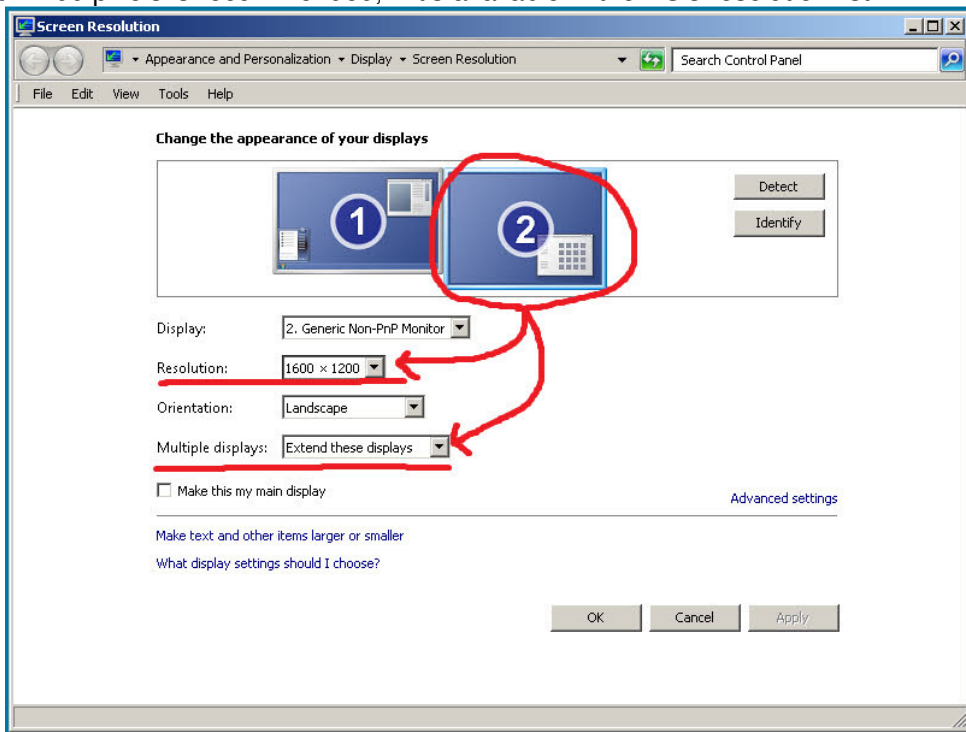 Screen Resolution
Appearance and Personalization Display Screen Resolution Search Control Panel
File Edit View Tools Help
Change the appearance of your displays
1 2
Detect
Identify
Display: 2. Generic Non-PnP Monitor
Resolution: 1600 × 1200
Orientation: Landscape
Multiple displays: Extend these displays
Make this my main display
Advanced settings
Make text and other items larger or smaller
What display settings should I choose?
OK Cancel Apply